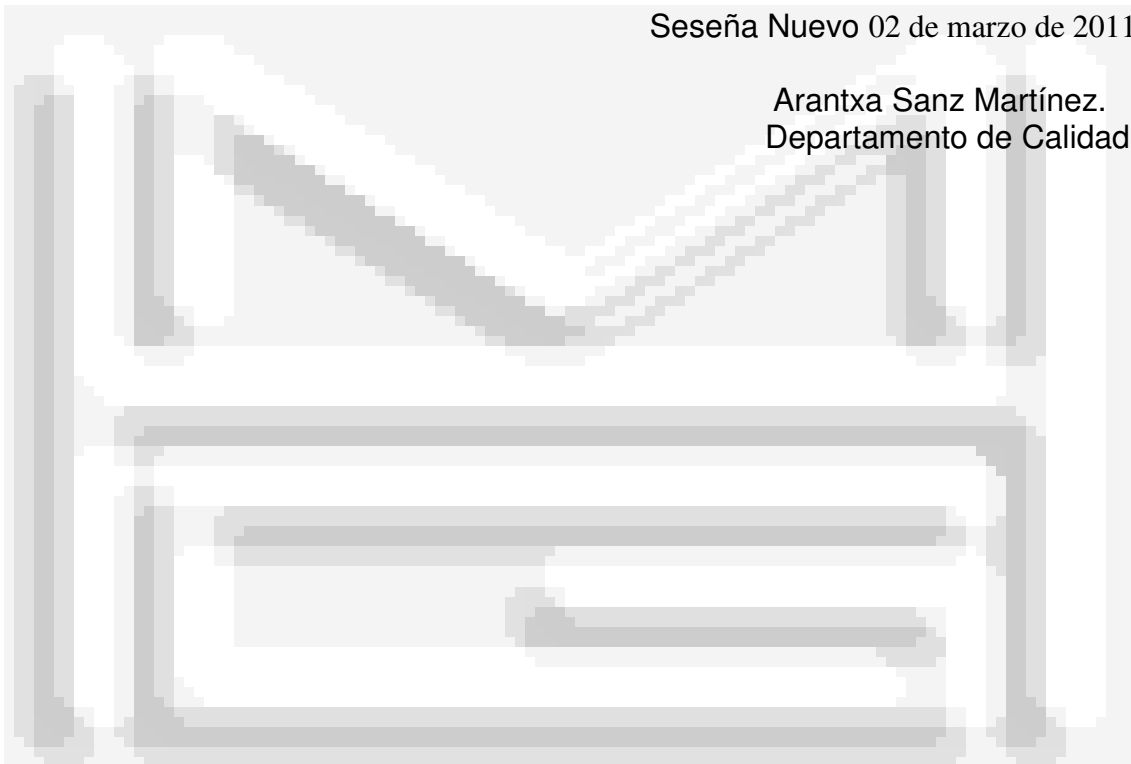 Seseña Nuevo 02 de marzo de 2011
Arantxa Sanz Martínez.
Departamento de Calidad